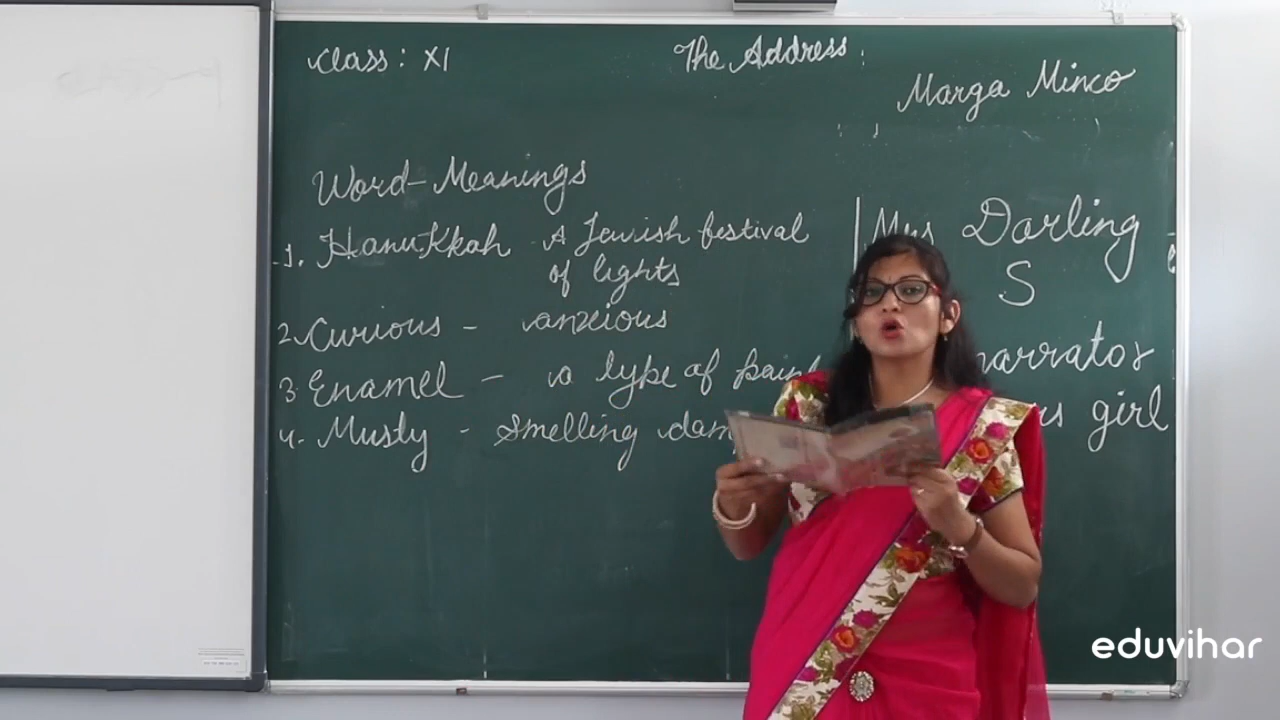 Class: XI
The Address:
Marga Minco
Word-Meanings
1. Hanukkah - A Jewish festival
of lights
2. Curious - anxious
3. Enamel - a type of
4. Musty - smelling
Mrs Darling
S
narrator
girl
eduvihar